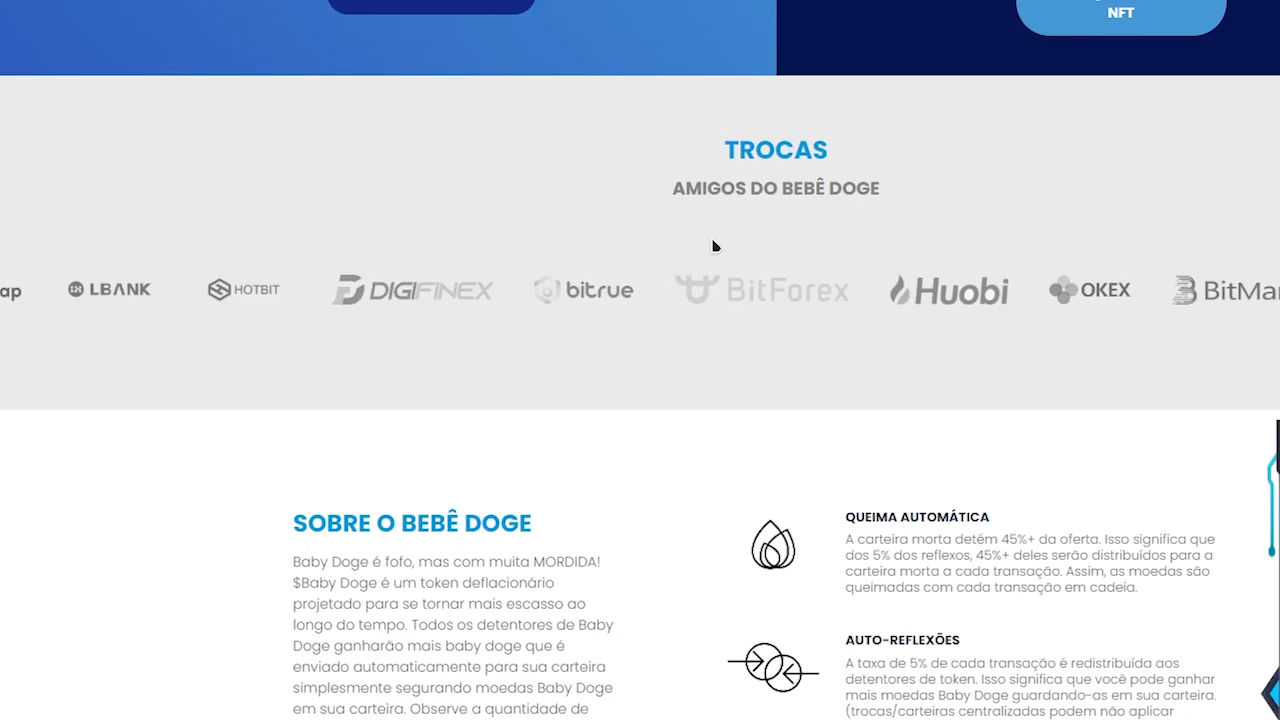 NFT
TROCAS
AMIGOS DO BEBÊ DOGE
ap
LBANK
HOTBIT
DIGIFINEX
bitrue
BitForex
Huobi
OKEX
BitMar
SOBRE O BEBÊ DOGE
Baby Doge é fofo, mas com muita MORDIDA!
$Baby Doge é um token deflacionário
projetado para se tornar mais escasso ao
longo do tempo. Todos os detentores de Baby
Doge ganharão mais baby doge que é
enviado automaticamente para sua carteira
simplesmente segurando moedas Baby Doge
em sua carteira. Observe a quantidade de
QUEIMA AUTOMÁTICA
A carteira morta detém 45%+ da oferta. Isso significa que
dos 5% dos reflexos, 45%+ deles serão distribuídos para a
carteira morta a cada transação. Assim, as moedas são
queimadas com cada transação em cadeia.
AUTO-REFLEXÕES
A taxa de 5% de cada transação é redistribuída aos
detentores de token. Isso significa que você pode ganhar
mais moedas Baby Doge guardando-as em sua carteira.
(trocas/carteiras centralizadas podem não aplicar